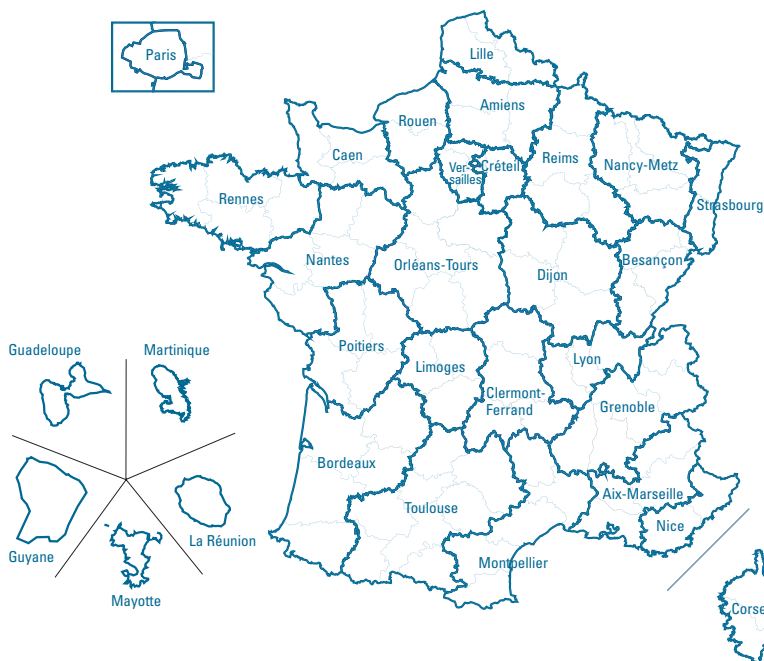 Paris
Lille
Amiens
Rouen
Caen
Ver-
sailles
Créteil
Reims
Nancy-Metz
Strasbourg
Rennes
Nantes
Orléans-Tours
Dijon
Besançon
Guadeloupe
Martinique
Poitiers
Limoges
Clermont-
Ferrand
Lyon
Grenoble
Bordeaux
Toulouse
Aix-Marseille
Nice
Montpellier
Guyane
La Réunion
Mayotte
Corse